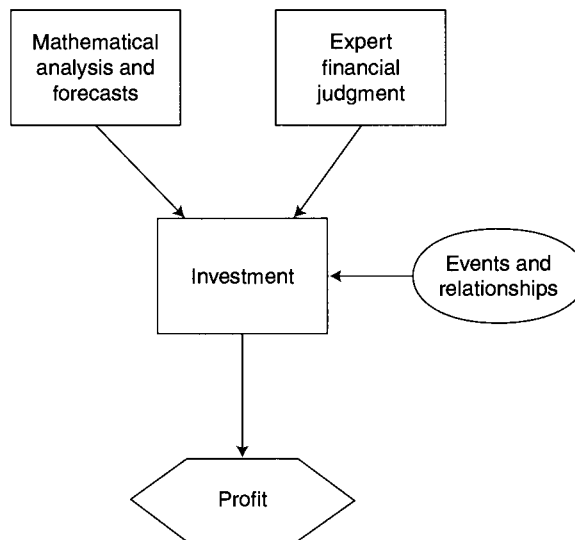 Mathematical
analysis and
forecasts
Expert
financial
judgment
Investment
Events and
relationships
Profit